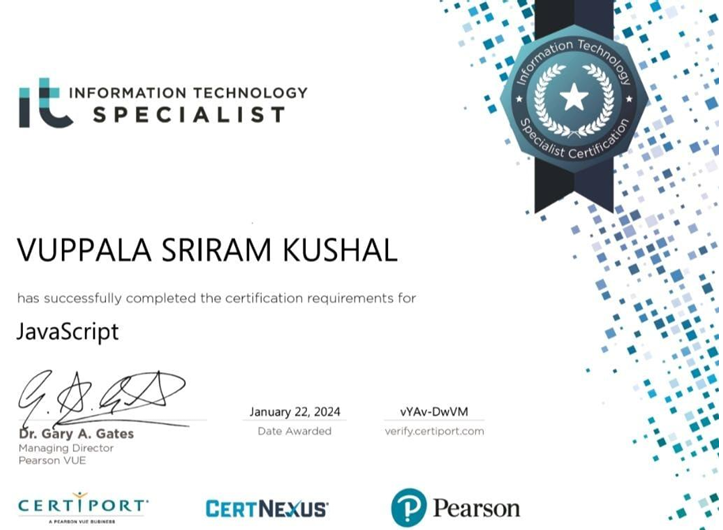 it INFORMATION TECHNOLOGY
SPECIALIST
Information Technology
Specialist Certification
VUPPALA SRIRAM KUSHAL
has successfully completed the certification requirements for
JavaScript
Dr. Gary A. Gates
Managing Director
Pearson VUE
January 22, 2024
Date Awarded
vYAv-DwVM
verify.certiport.com
CERTIPORT
A PEARSON VUE BUSINESS
CERTNEXUS
P Pearson